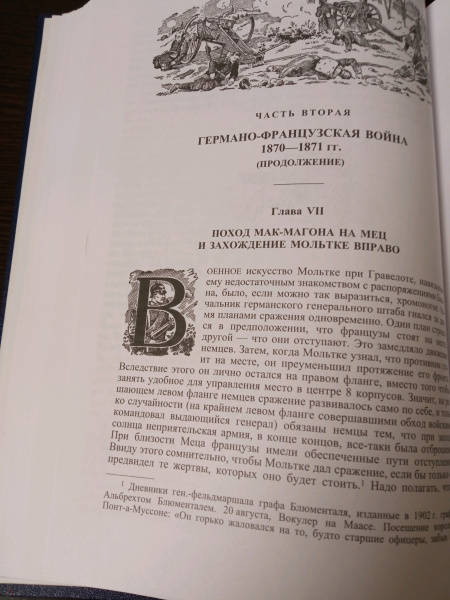 ЧАСТЬ ВТОРАЯ
ГЕРМАНО-ФРАНЦУЗСКАЯ ВОЙНА
1870—1871 гг.
(ПРОДОЛЖЕНИЕ)
Глава VII
ПОХОД МАК-МАГОНА НА МЕЦ
И ЗАХОЖДЕНИЕ МОЛЬТКЕ ВПРАВО
ВОЕННОЕ искусство Мольтке при Гравелоте,
ему недостаточным знакомством с распоряжениями
на, было, если можно так выразиться,
чальник германского генерального штаба гнался за
мя планами сражения одновременно. Один план
ся в предположении, что французы стоят на
другой — что они отступают. Это замедляло
немцев. Затем, когда Мольтке узнал, что противник
ит на месте, он преуменьшил протяжение его
Вследствие этого он лично остался на правом фланге, вместо того
занять удобное для управления место в центре 8 корпусов. Значит, на
шающем левом фланге немцев сражение развивалось само по себе, и
ко случайности (на крайнем левом фланге совершавшими обход
командовал выдающийся генерал) обязаны немцы тем, что при
солнца неприятельская армия, в конце концов, все-таки была
При близости Меца французы имели обеспеченные пути
Ввиду этого сомнительно, чтобы Мольтке дал сражение, если бы только
предвидел те жертвы, которых оно будет стоить.¹ Надо полагать,
¹ Дневники ген.-фельдмаршала графа Блюменталя, изданные в 1902 г.
Альбрехтом Блюменталем. 20 августа, Вокулер на Маасе. Посещение
Понт-а-Муссоне: «Он горько жаловался на то, будто старшие офицеры,